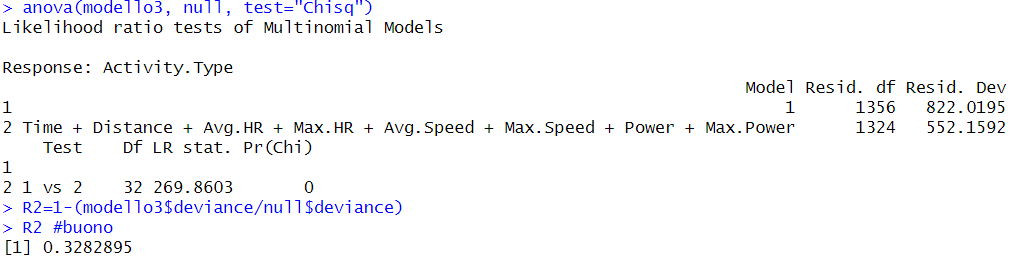 > anova(modello3, null, test="Chisq")
Likelihood ratio tests of Multinomial Models
Response: Activity.Type
Model Resid. df Resid. Dev
1 1 1356 822.0195
2 Time + Distance + Avg.HR + Max.HR + Avg.Speed + Max.Speed + Power + Max.Power 1324 552.1592
Test Df LR stat. Pr(Chi)
1
2 1 vs 2 32 269.8603 0
> R2=1-(modello3$deviance/null$deviance)
> R2 #buono
[1] 0.3282895